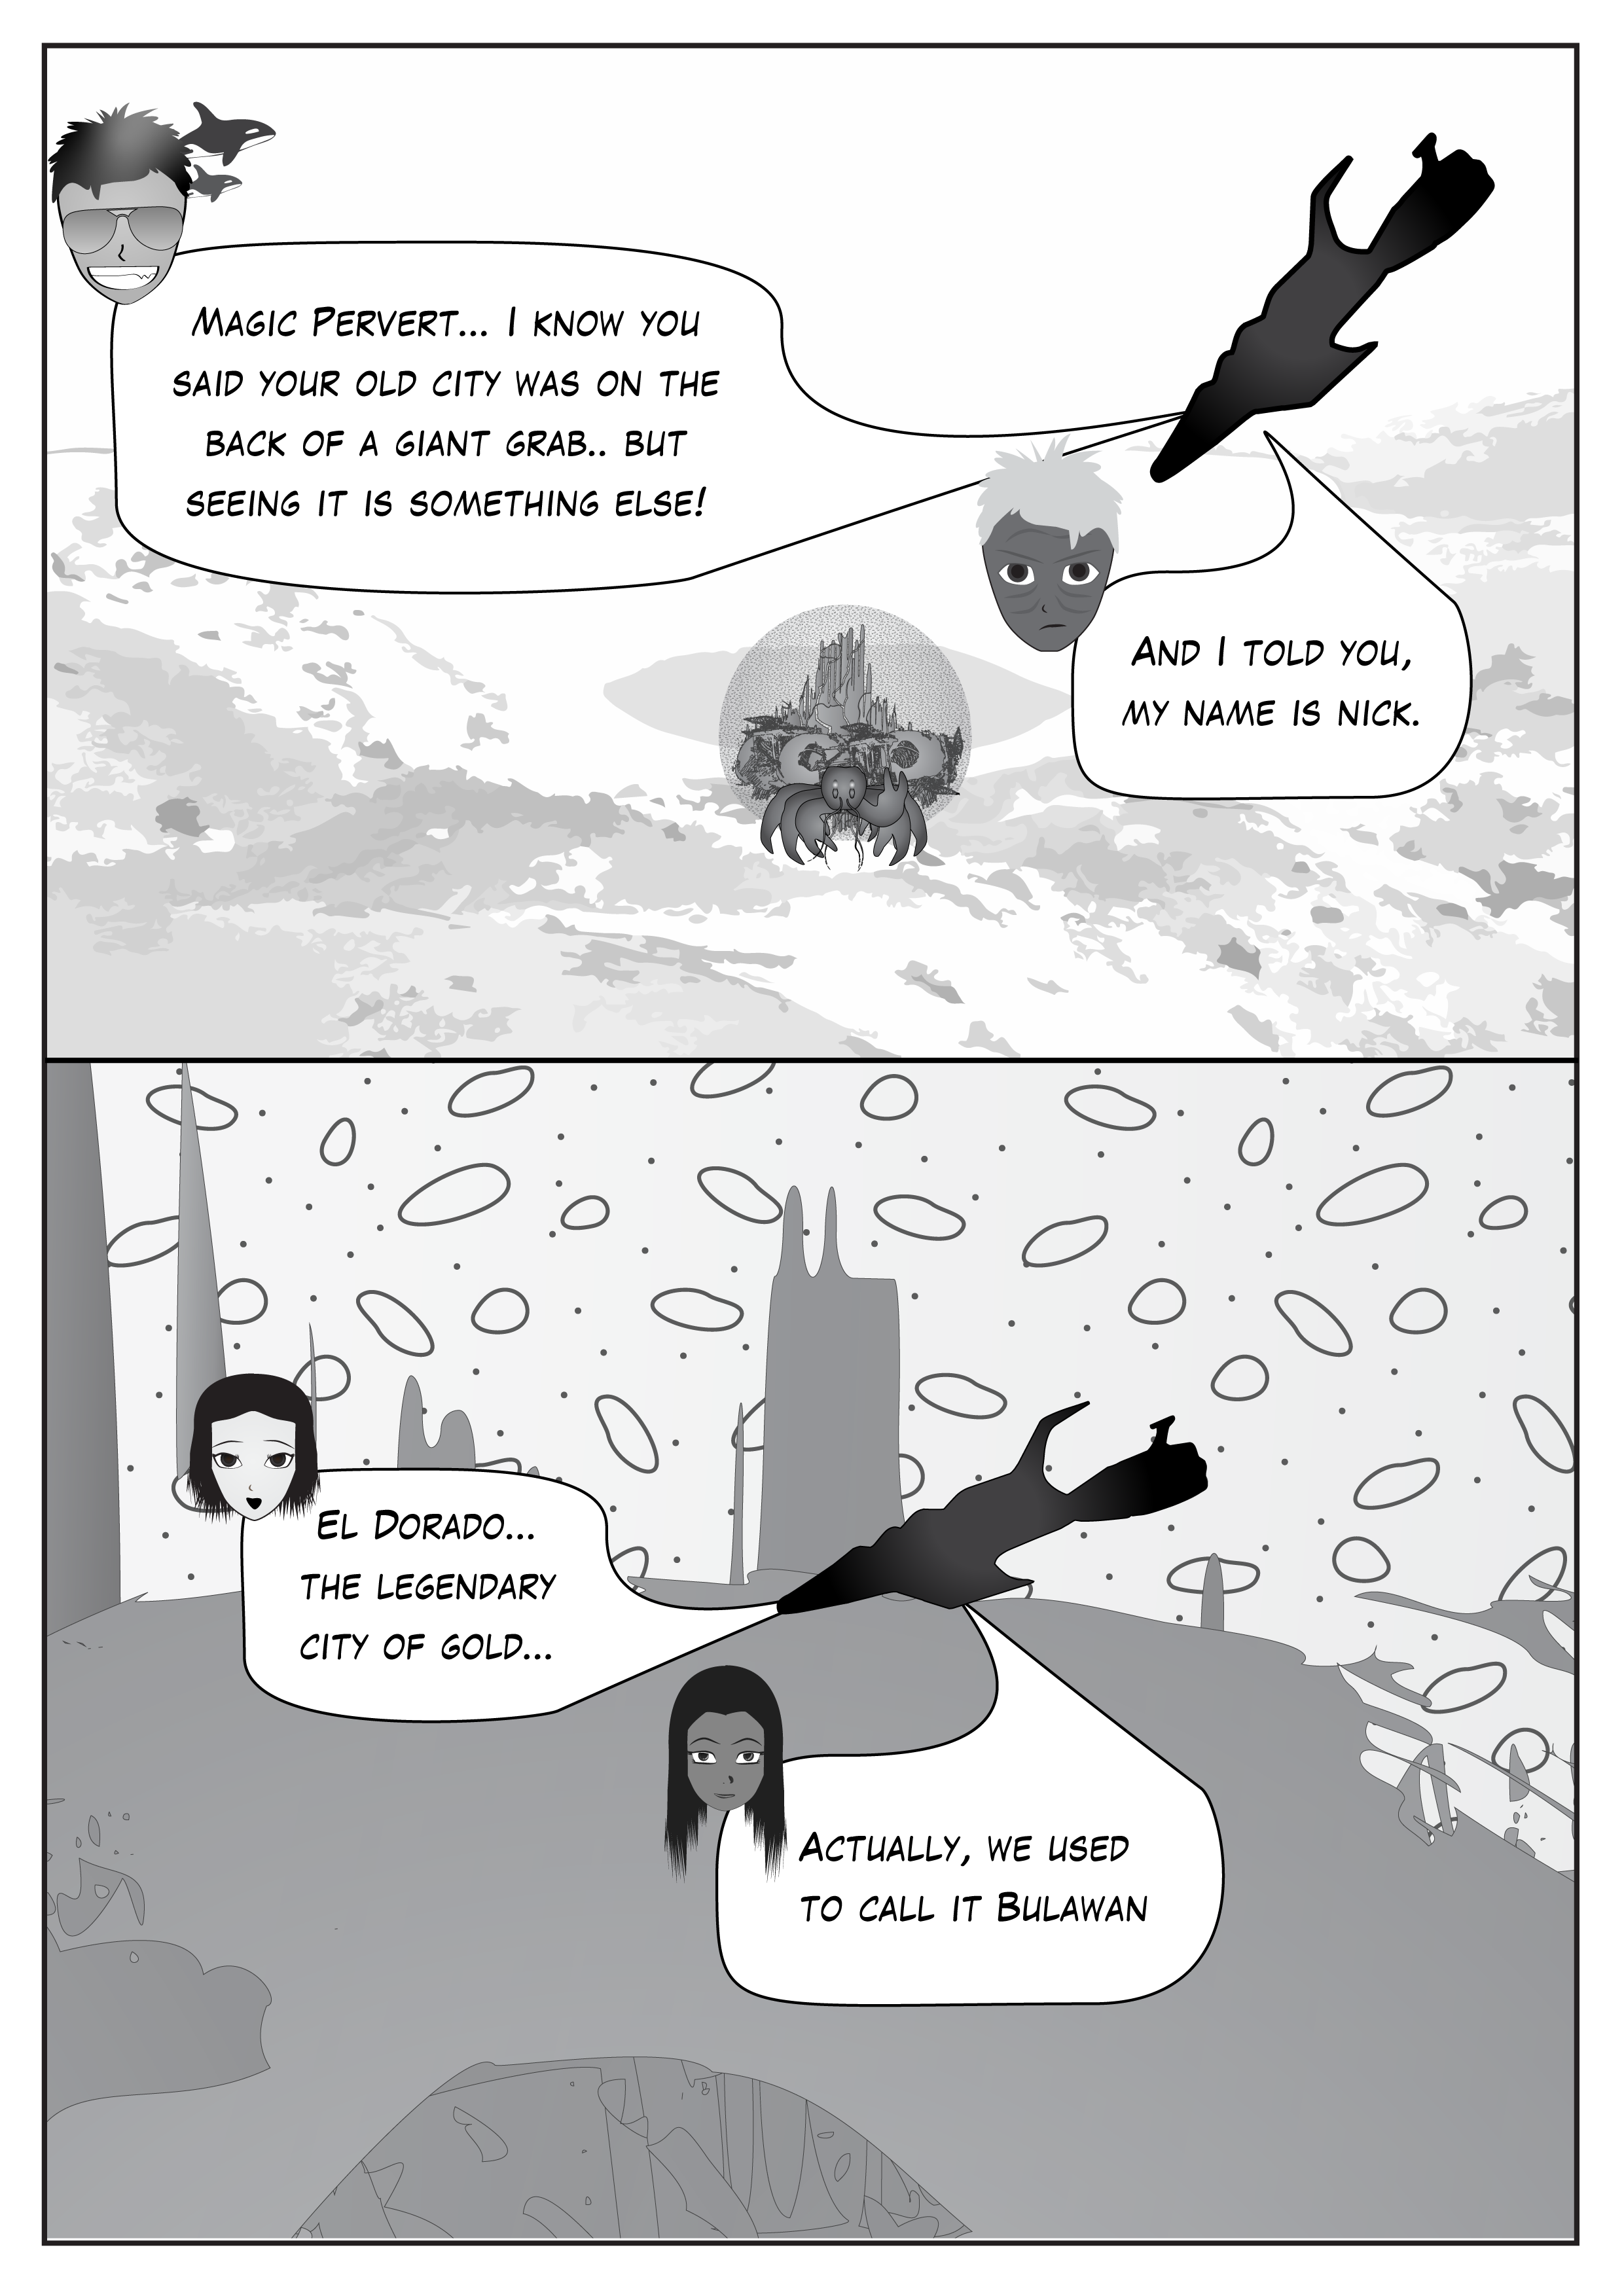 Magic Pervert... I know you
said your old city was on the
back of a giant grab.. but
seeing it is something else!
And I told you,
my name is nick.
El Dorado...
the legendary
city of gold...
Actually, we used
to call it Bulawan